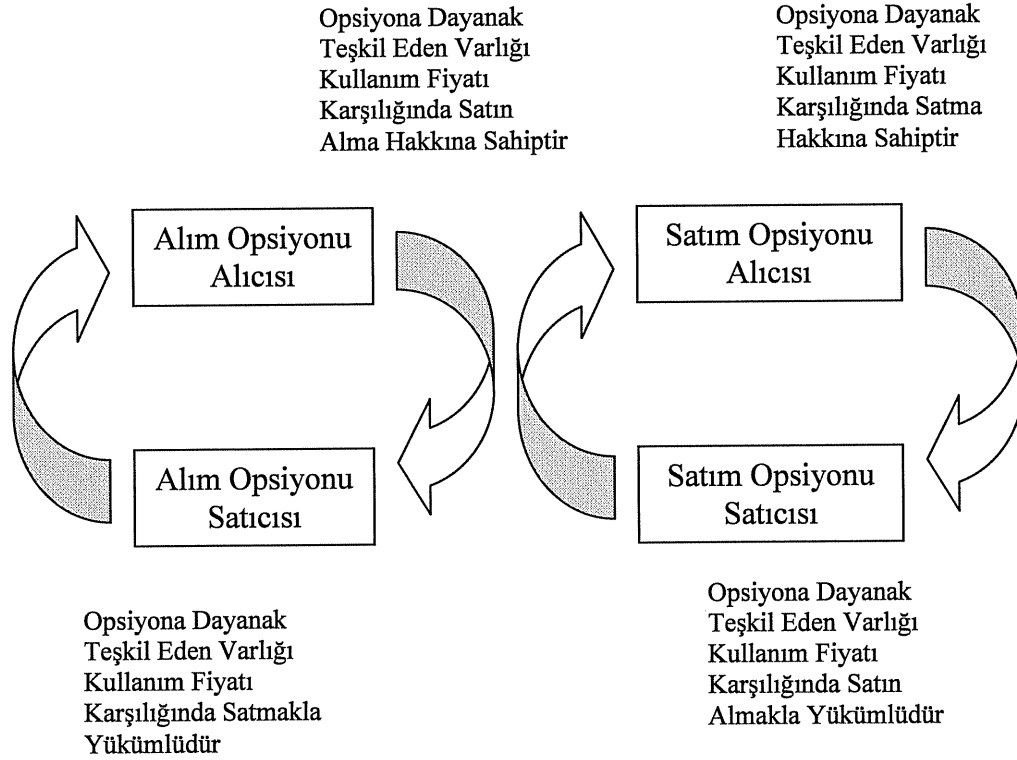 Opsiyona Dayanak
Teşkil Eden Varlığı
Kullanım Fiyatı
Karşılığında Satın
Alma Hakkına Sahiptir
Opsiyona Dayanak
Teşkil Eden Varlığı
Kullanım Fiyatı
Karşılığında Satma
Hakkına Sahiptir
Alım Opsiyonu
Alıcısı
Satım Opsiyonu
Alıcısı
Alım Opsiyonu
Satıcısı
Satım Opsiyonu
Satıcısı
Opsiyona Dayanak
Teşkil Eden Varlığı
Kullanım Fiyatı
Karşılığında Satmakla
Yükümlüdür
Opsiyona Dayanak
Teşkil Eden Varlığı
Kullanım Fiyatı
Karşılığında Satın
Almakla Yükümlüdür